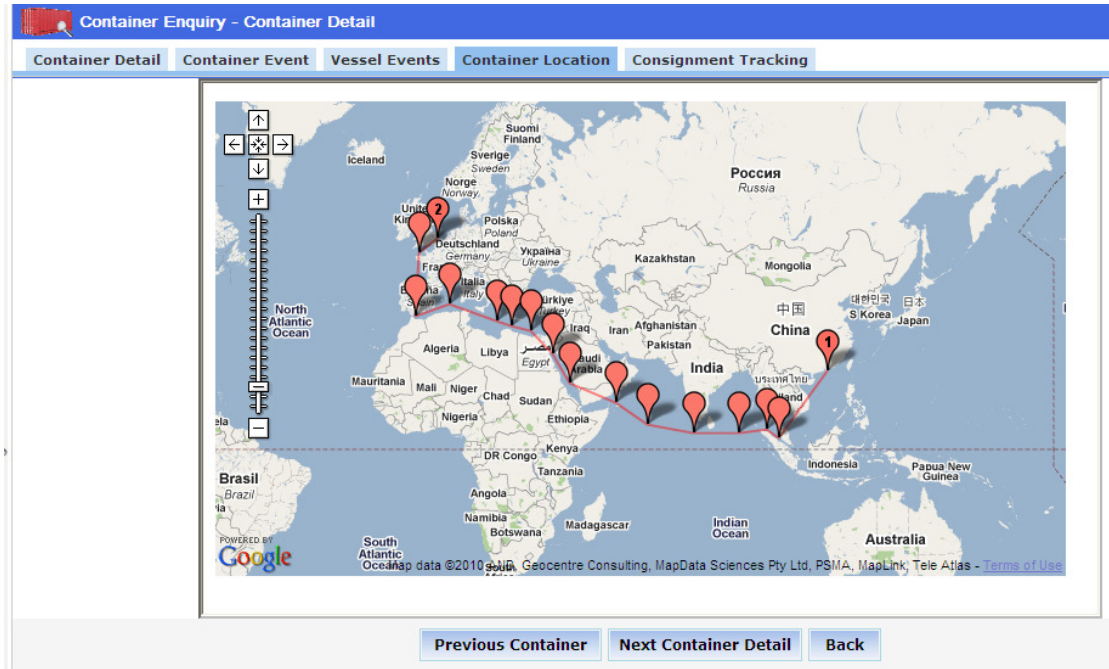 Container Enquiry - Container Detail
Container Detail
Container Event
Vessel Events
Container Location
Consignment Tracking
Iceland
Suomi
Finland
Sverige
Sweden
Norge
Norway
Россия
Russia
2
Polska
Poland
Deutschland
Germany
Україна
Ukraine
Kazakhstan
Mongolia
Italia
Italy
Spain
North
Atlantic
Ocean
中国
China
대한민국
S Korea
日本
Japan
Iraq
Iran
Afghanistan
Pakistan
1
Algeria
Libya
مصر
Egypt
India
Mauritania
Mali
Niger
Chad
Sudan
Nigeria
Ethiopia
DR Congo
Kenya
Tanzania
Indonesia
Papua New
Guinea
Brasil
Brazil
Angola
Namibia
Botswana
Madagascar
Indian
Ocean
Australia
South
Atlantic
POWERED BY
Google
Map data ©2010 AND, Geocentre Consulting, MapData Sciences Pty Ltd, PSMA, MapLink, Tele Atlas - Terms of Use
Previous Container
Next Container Detail
Back